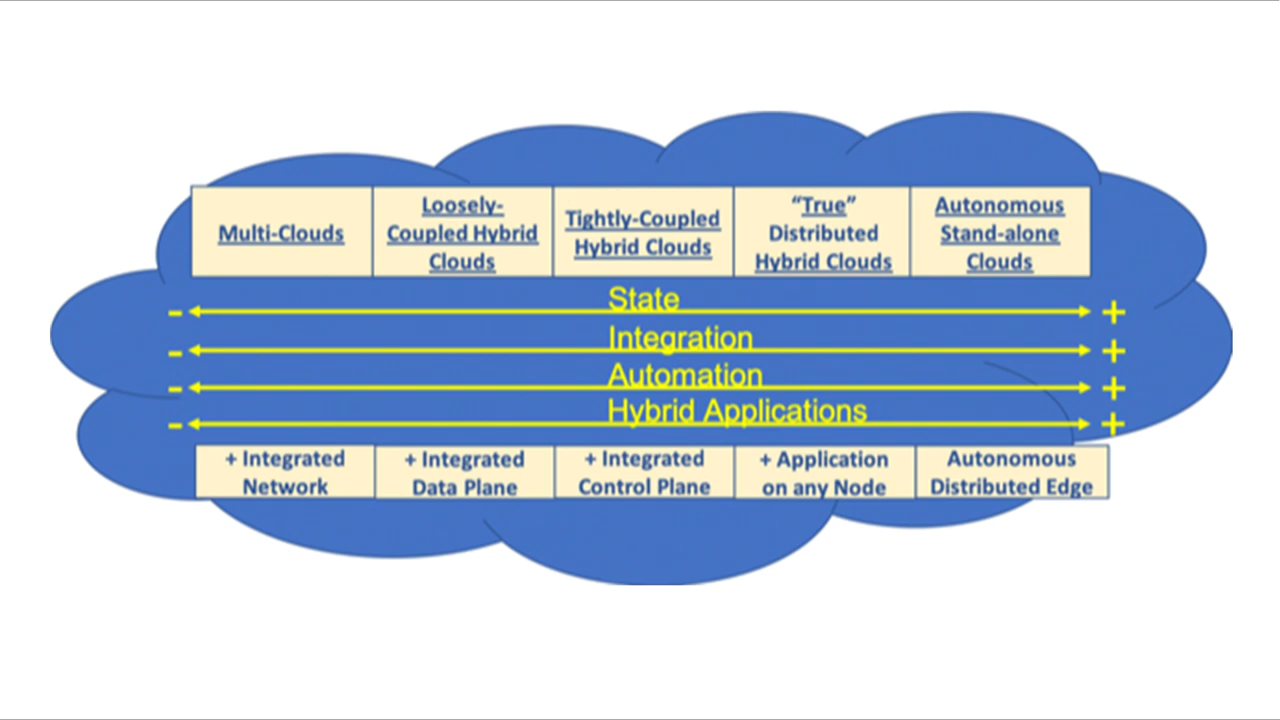 Multi-Clouds
Loosely-
Coupled Hybrid
Clouds
Tightly-Coupled
Hybrid Clouds
“True”
Distributed
Hybrid Clouds
Autonomous
Stand-alone
Clouds
- State +
- Integration +
- Automation +
- Hybrid Applications +
+ Integrated
Network
+ Integrated
Data Plane
+ Integrated
Control Plane
+ Application
on any Node
Autonomous
Distributed Edge